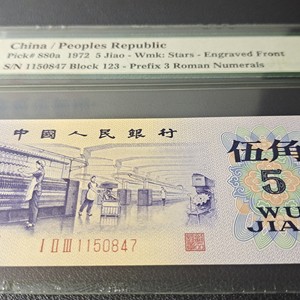 China / Peoples Republic
Pick# 880a 1972 5 Jiao - Wmk: Stars - Engraved Front
S/N 1150847 Block 123 - Prefix 3 Roman Numerals
中國人民銀行
伍角
5
WU
JIA
I II III 1150847